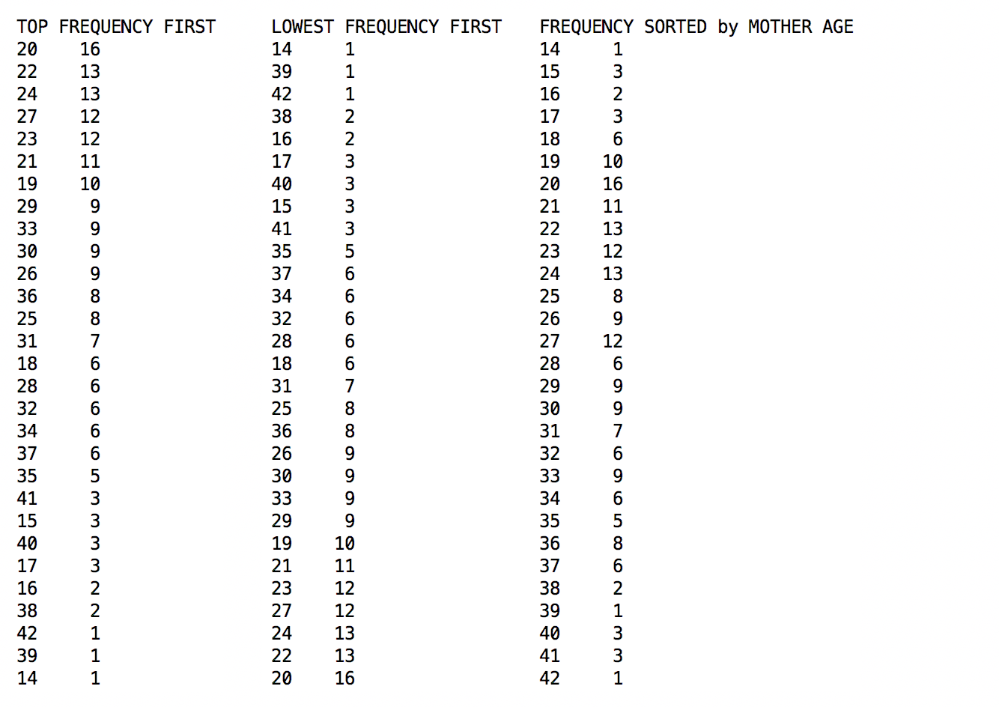 TOP FREQUENCY FIRST LOWEST FREQUENCY FIRST FREQUENCY SORTED by MOTHER AGE
20 16 14 1 14 1
22 13 39 1 15 3
24 13 42 1 16 2
27 12 38 2 17 3
23 12 16 2 18 6
21 11 17 3 19 10
19 10 40 3 20 16
29 9 15 3 21 11
33 9 41 3 22 13
30 9 35 5 23 12
26 9 37 6 24 13
36 8 34 6 25 8
25 8 32 6 26 9
31 7 28 6 27 12
18 6 18 6 28 6
28 6 31 7 29 9
32 6 25 8 30 9
34 6 36 8 31 7
37 6 26 9 32 6
35 5 30 9 33 9
41 3 33 9 34 6
15 3 29 9 35 5
40 3 19 10 36 8
17 3 21 11 37 6
16 2 23 12 38 2
38 2 27 12 39 1
42 1 24 13 40 3
39 1 22 13 41 3
14 1 20 16 42 1